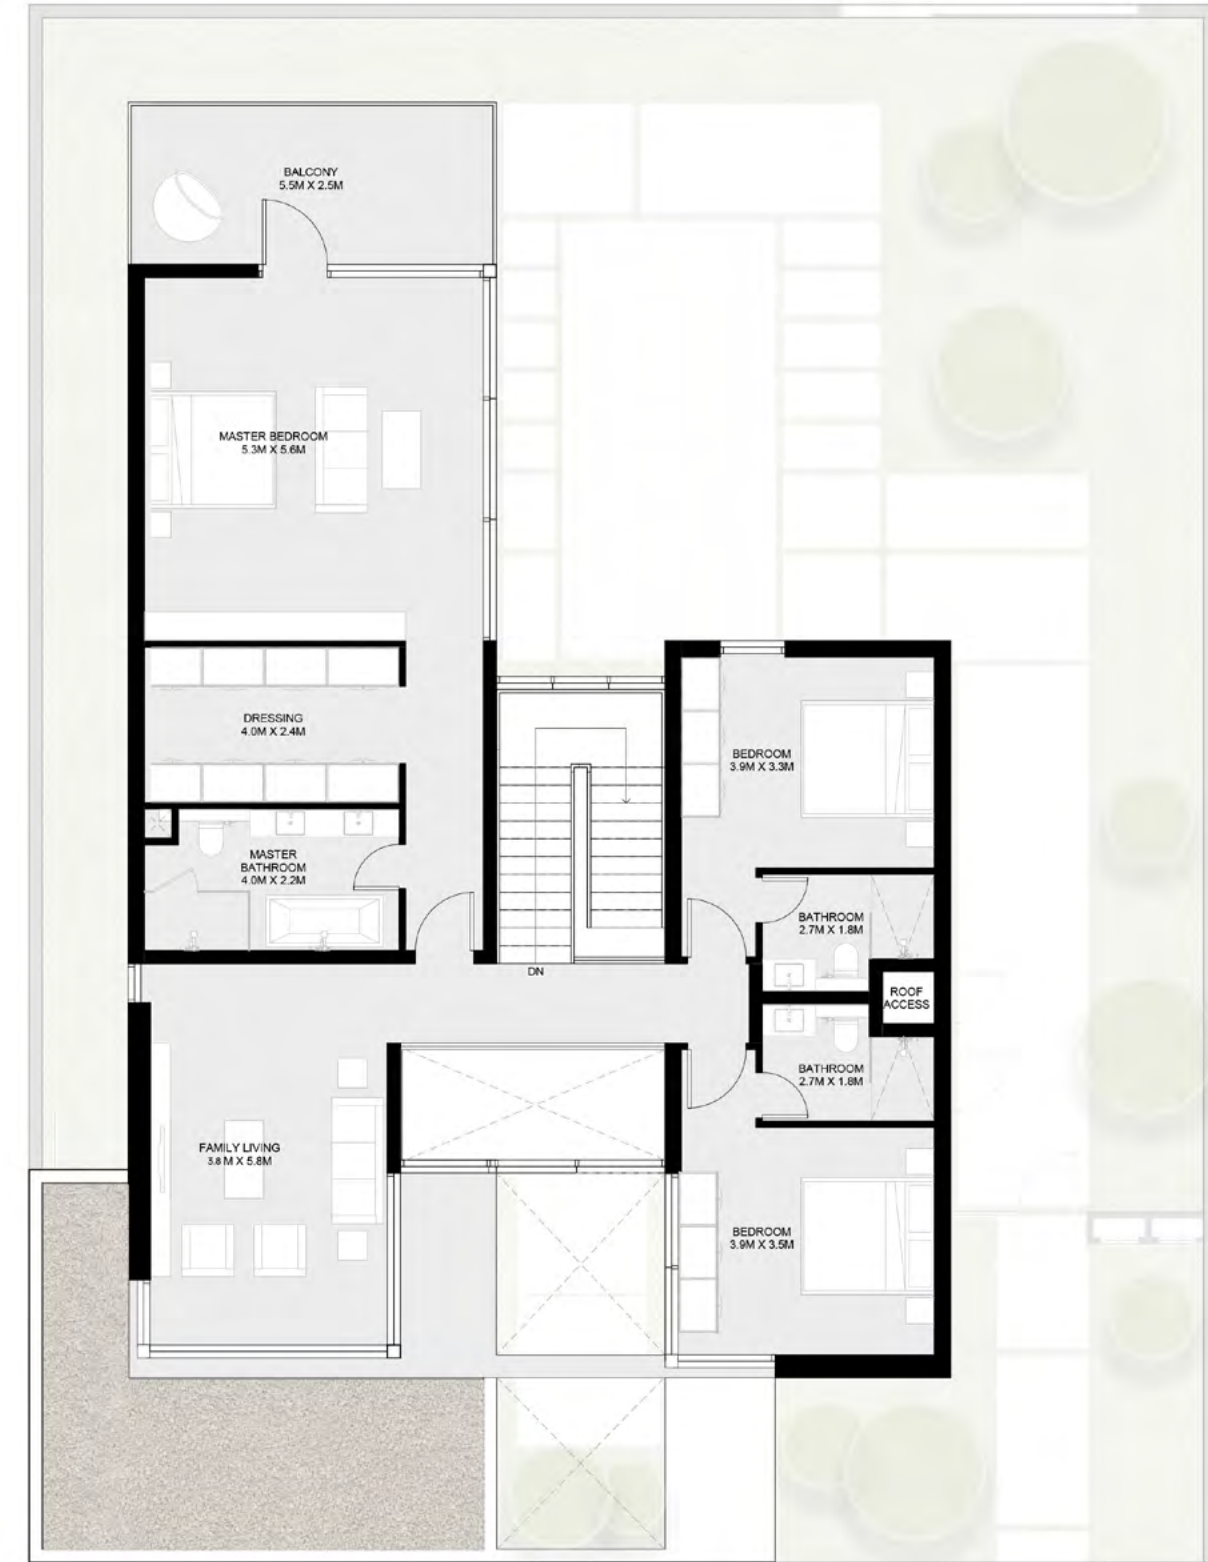 BALCONY
5.5M X 2.5M
MASTER BEDROOM
5.3M X 5.6M
DRESSING
4.0M X 2.4M
MASTER
BATHROOM
4.0M X 2.2M
BEDROOM
3.9M X 3.3M
BATHROOM
2.7M X 1.8M
DN
ROOF
ACCESS
BATHROOM
2.7M X 1.8M
FAMILY LIVING
3.8 M X 5.8M
BEDROOM
3.9M X 3.5M